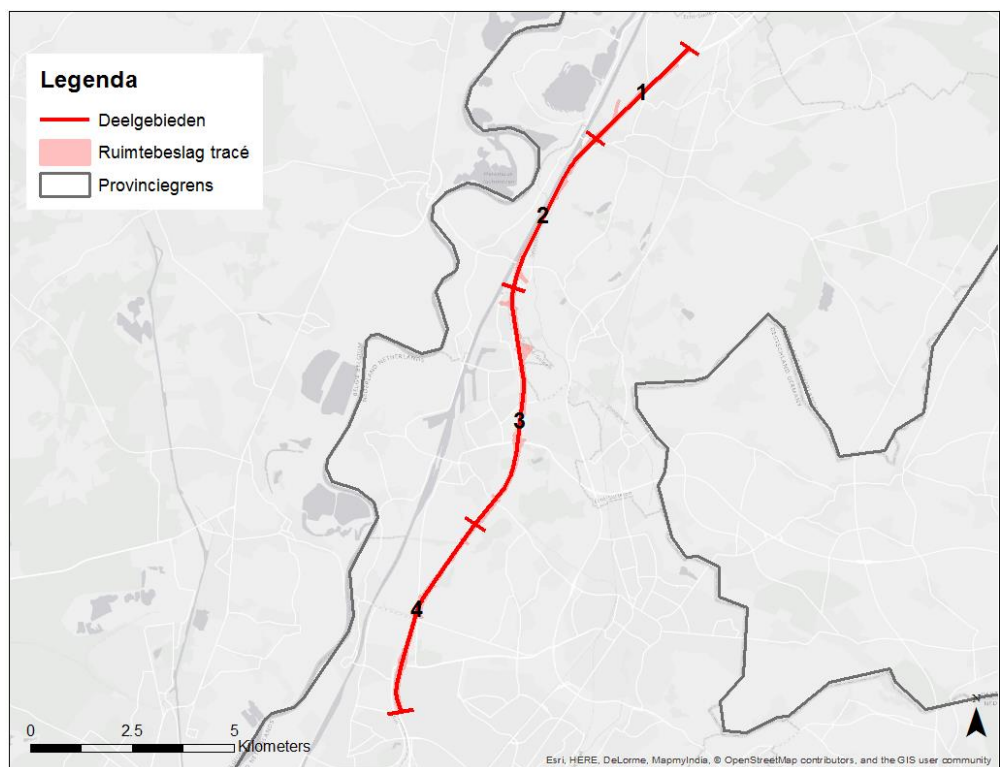 Legenda
Deelgebieden
Ruimtebeslag tracé
Provinciegrens
1
2
3
4
N
0 2.5 5
Kilometers
Esri, HERE, DeLorme, MapmyIndia, © OpenStreetMap contributors, and the GIS user community